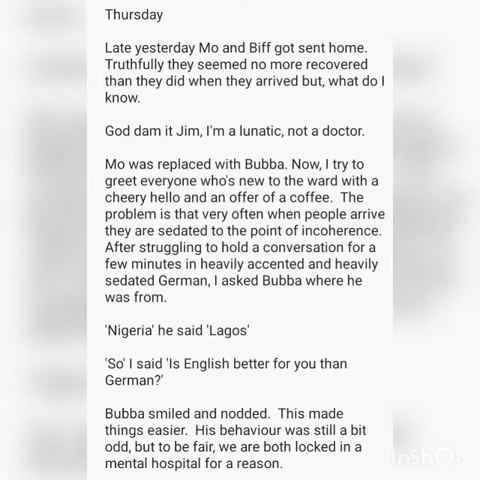 Thursday
Late yesterday Mo and Biff got sent home.
Truthfully they seemed no more recovered
than they did when they arrived but, what do I
know.
God dam it Jim, I'm a lunatic, not a doctor.
Mo was replaced with Bubba. Now, I try to
greet everyone who's new to the ward with a
cheery hello and an offer of a coffee.  The
problem is that very often when people arrive
they are sedated to the point of incoherence.
After struggling to hold a conversation for a
few minutes in heavily accented and heavily
sedated German, I asked Bubba where he
was from.
'Nigeria' he said 'Lagos'
'So' I said 'Is English better for you than
German?'
Bubba smiled and nodded.  This made
things easier.  His behaviour was still a bit
odd, but to be fair, we are both locked in a
mental hospital for a reason.
InShOt